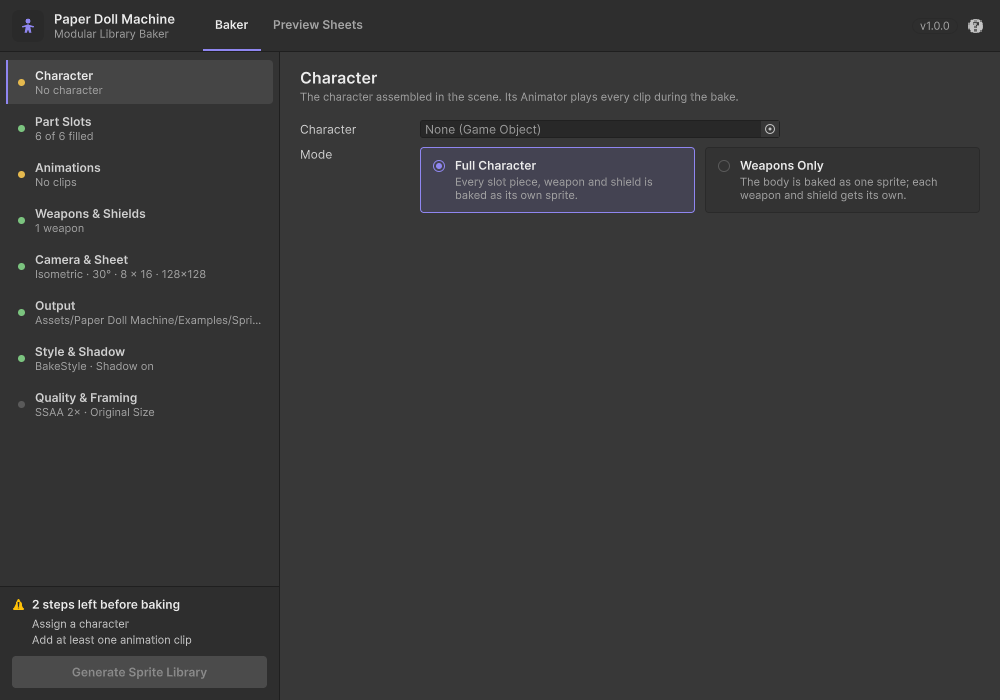 Paper Doll Machine
Modular Library Baker
Baker
Preview Sheets
v1.0.0
?
Character
No character
Part Slots
6 of 6 filled
Animations
No clips
Weapons & Shields
1 weapon
Camera & Sheet
Isometric · 30° · 8 × 16 · 128×128
Output
Assets/Paper Doll Machine/Examples/Spri...
Style & Shadow
BakeStyle · Shadow on
Quality & Framing
SSAA 2× · Original Size
2 steps left before baking
Assign a character
Add at least one animation clip
Generate Sprite Library
Character
The character assembled in the scene. Its Animator plays every clip during the bake.
Character
None (Game Object)
Mode
Full Character
Every slot piece, weapon and shield is
baked as its own sprite.
Weapons Only
The body is baked as one sprite; each
weapon and shield gets its own.